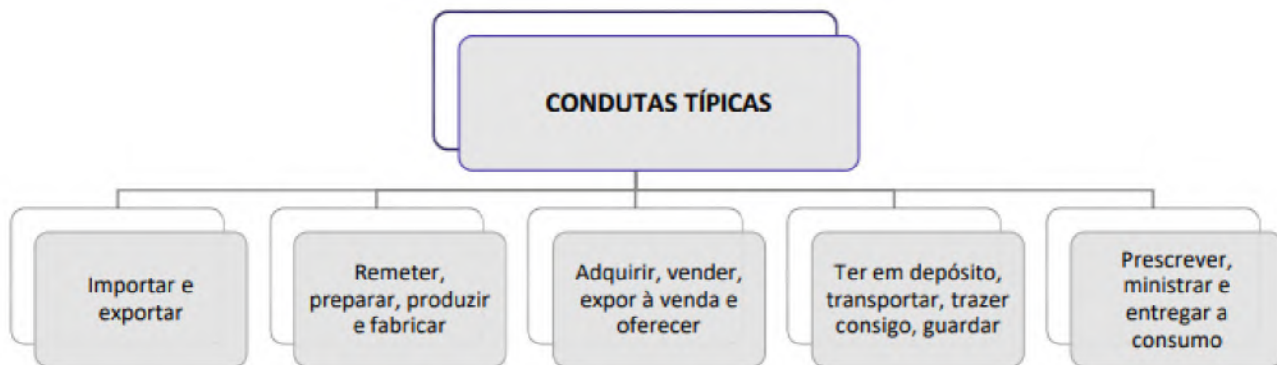 CONDUTAS TÍPICAS
Importar e
exportar
Remeter,
preparar, produzir
e fabricar
Adquirir, vender,
expor à venda e
oferecer
Ter em depósito,
transportar, trazer
consigo, guardar
Prescrever,
ministrar e
entregar a
consumo